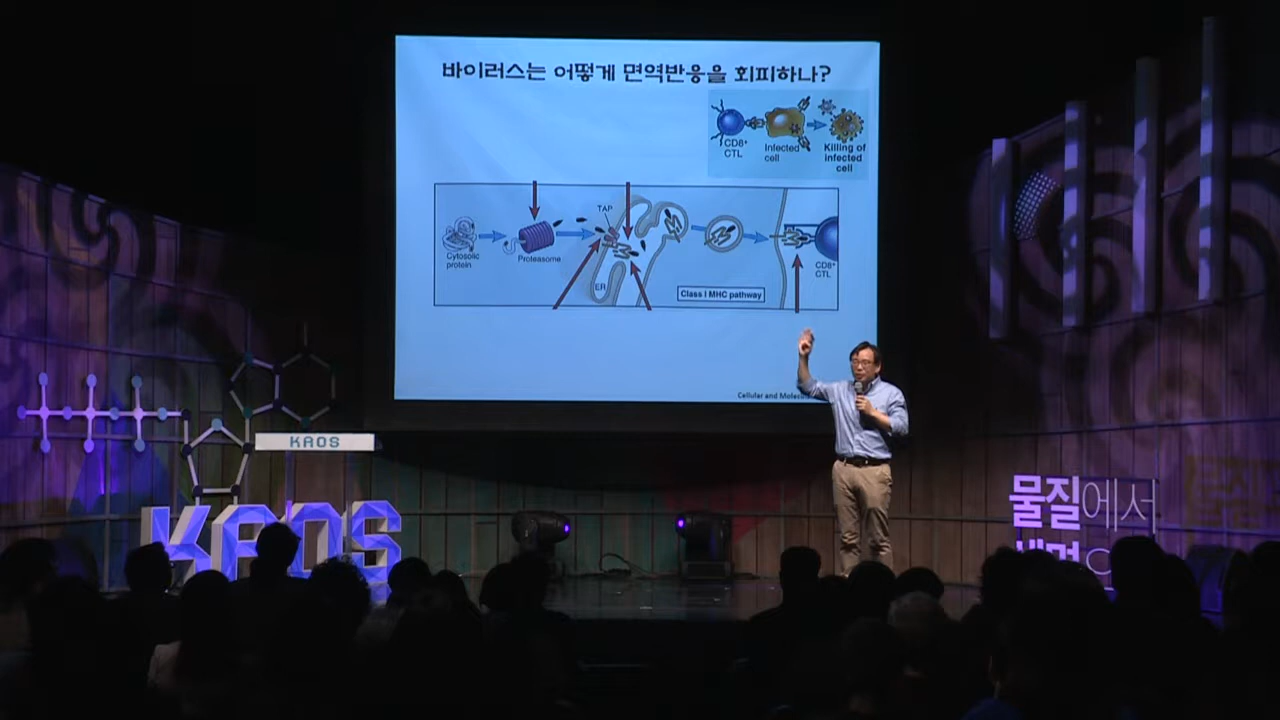 바이러스는 어떻게 면역반응을 회피하나?
CD8⁺
CTL
Infected
cell
Killing of
infected
cell
TAP
Cytosolic
protein
Proteasome
ER
Class I MHC pathway
CD8⁺
CTL
Cellular and
KAOS
KAOS
물질에서